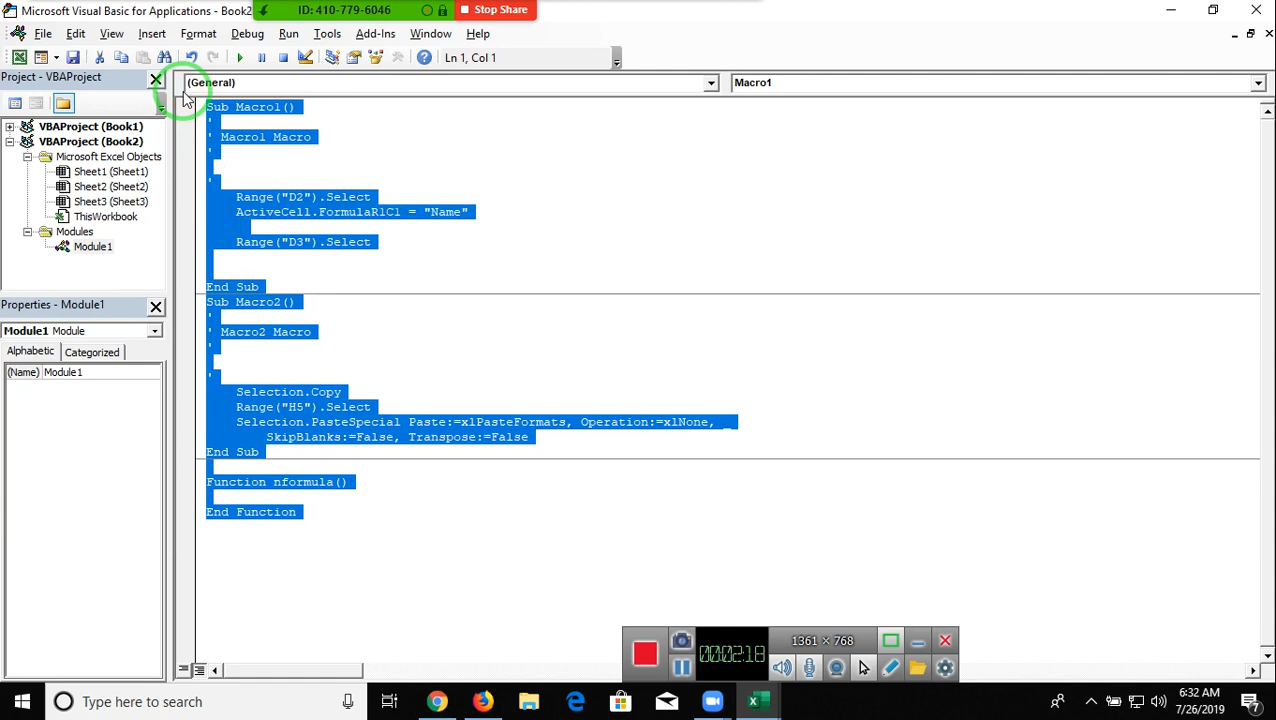 Microsoft Visual Basic for Applications - Book2
ID: 410-779-6046
Stop Share
File Edit View Insert Format Debug Run Tools Add-Ins Window Help
Ln 1, Col 1
Project - VBAProject
(General)
Macro1
VBAProject (Book1)
VBAProject (Book2)
Microsoft Excel Objects
Sheet1 (Sheet1)
Sheet2 (Sheet2)
Sheet3 (Sheet3)
ThisWorkbook
Modules
Module1
Properties - Module1
Module1 Module
Alphabetic Categorized
(Name) Module1
Sub Macro1()
'
' Macro1 Macro
'
'
Range("D2").Select
ActiveCell.FormulaR1C1 = "Name"
Range("D3").Select
End Sub
Sub Macro2()
'
' Macro2 Macro
'
'
Selection.Copy
Range("H5").Select
Selection.PasteSpecial Paste:=xlPasteFormats, Operation:=xlNone, _
SkipBlanks:=False, Transpose:=False
End Sub
Function nformula()
End Function
00:02:18
1361 × 768
Type here to search
6:32 AM
7/26/2019
7